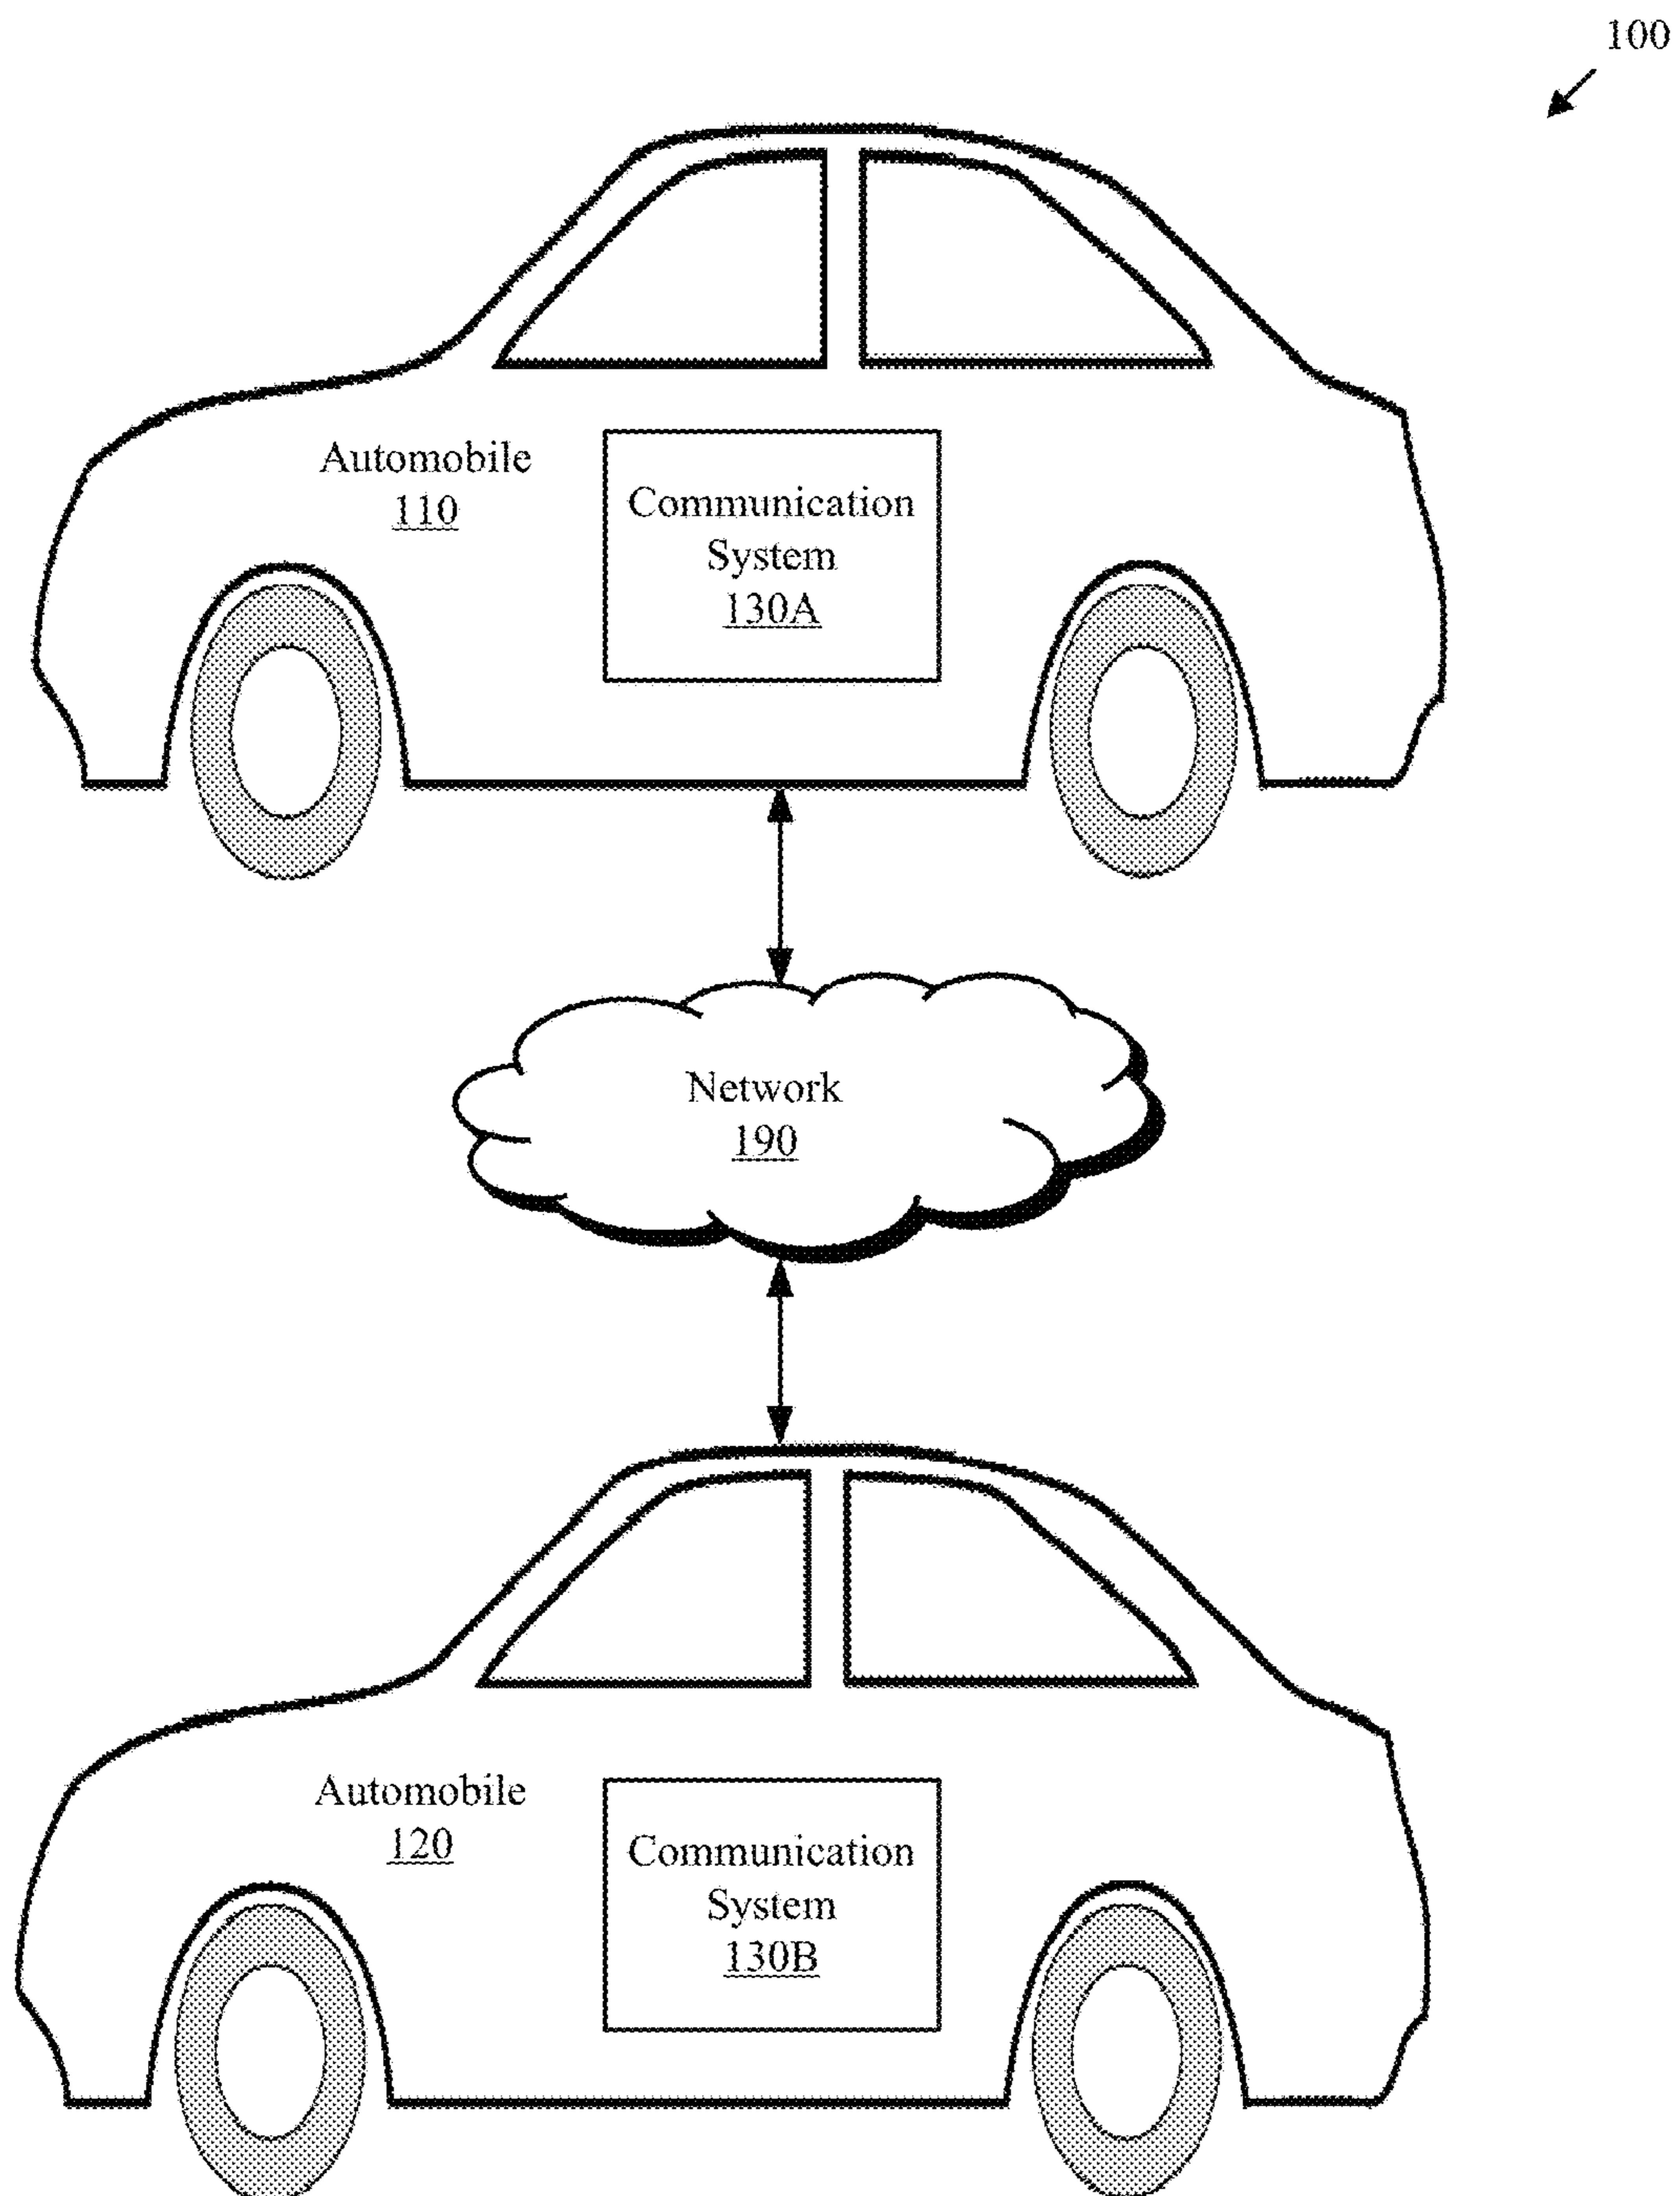 100
Automobile
110
Communication
System
130A
Network
190
Automobile
120
Communication
System
130B